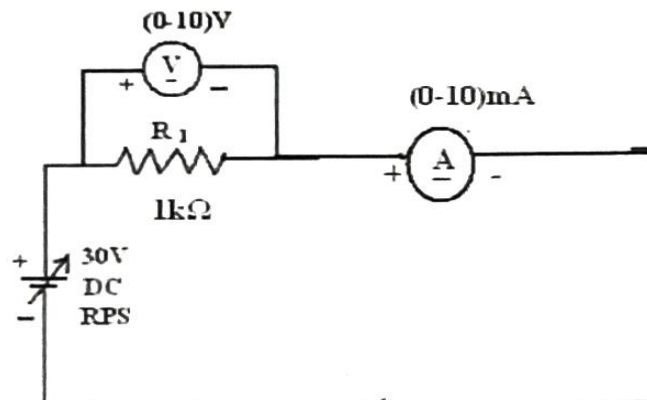 (0-10)V
+ V -
(0-10)mA
R1
+ A -
1kΩ
+ 30V
DC
- RPS